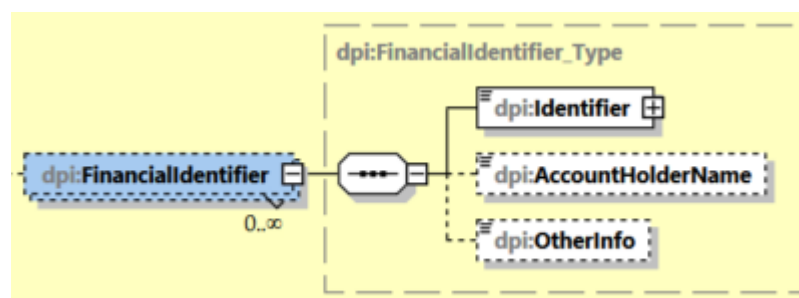 dpi:FinancialIdentifier_Type
dpi:Identifier
dpi:FinancialIdentifier
dpi:AccountHolderName
0..∞
dpi:OtherInfo